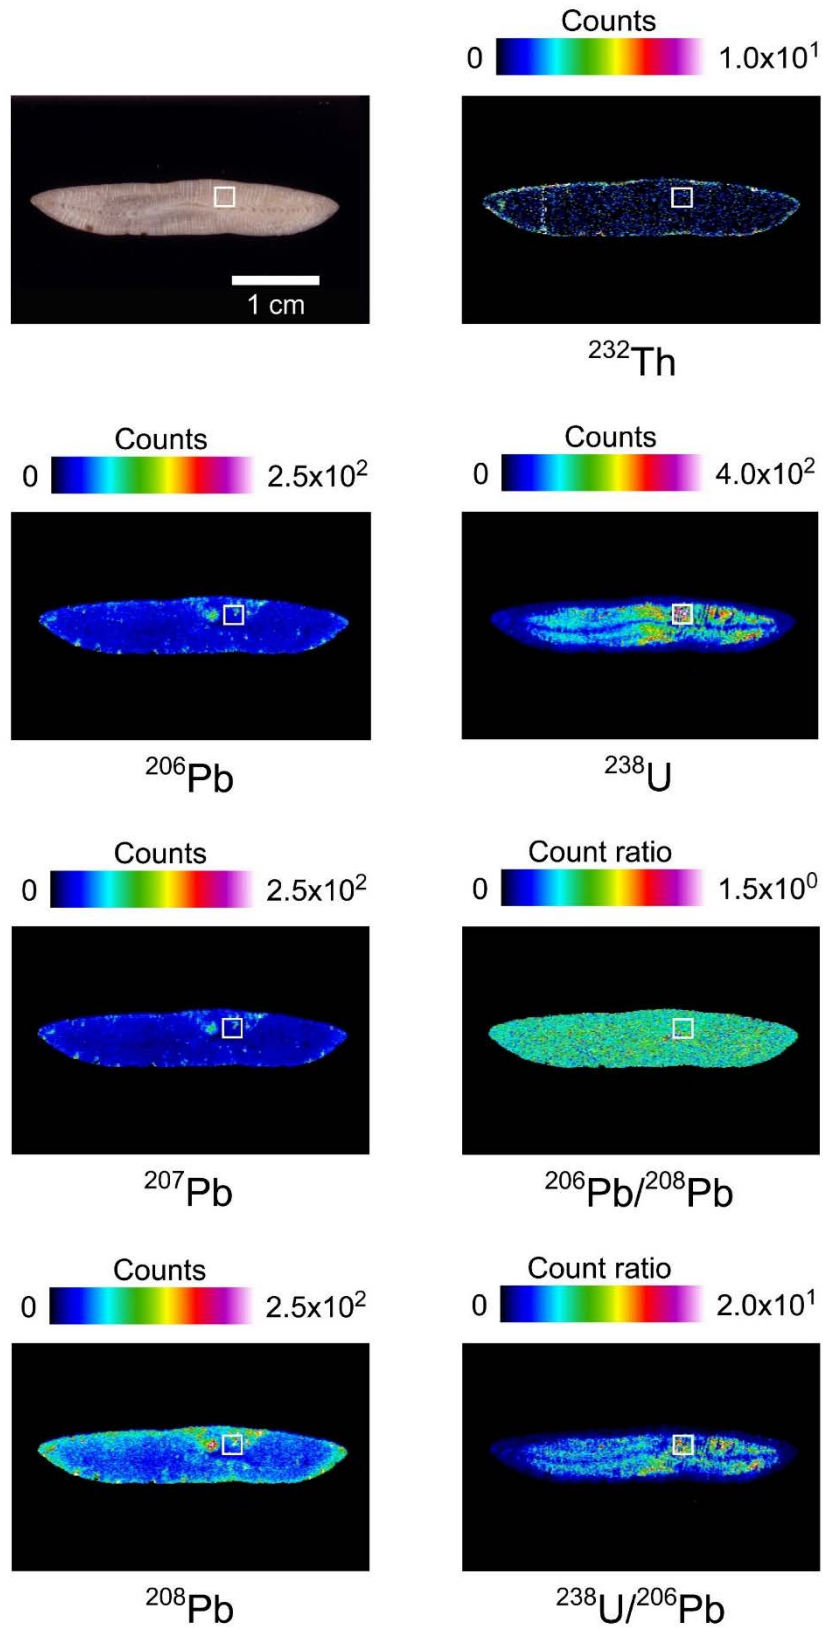 Counts
0 1.0x10¹
1 cm
²³²Th
Counts
0 2.5x10²
Counts
0 4.0x10²
²⁰⁶Pb
²³⁸U
Counts
0 2.5x10²
Count ratio
0 1.5x10⁰
²⁰⁷Pb
²⁰⁶Pb/²⁰⁸Pb
Counts
0 2.5x10²
Count ratio
0 2.0x10¹
²⁰⁸Pb
²³⁸U/²⁰⁶Pb